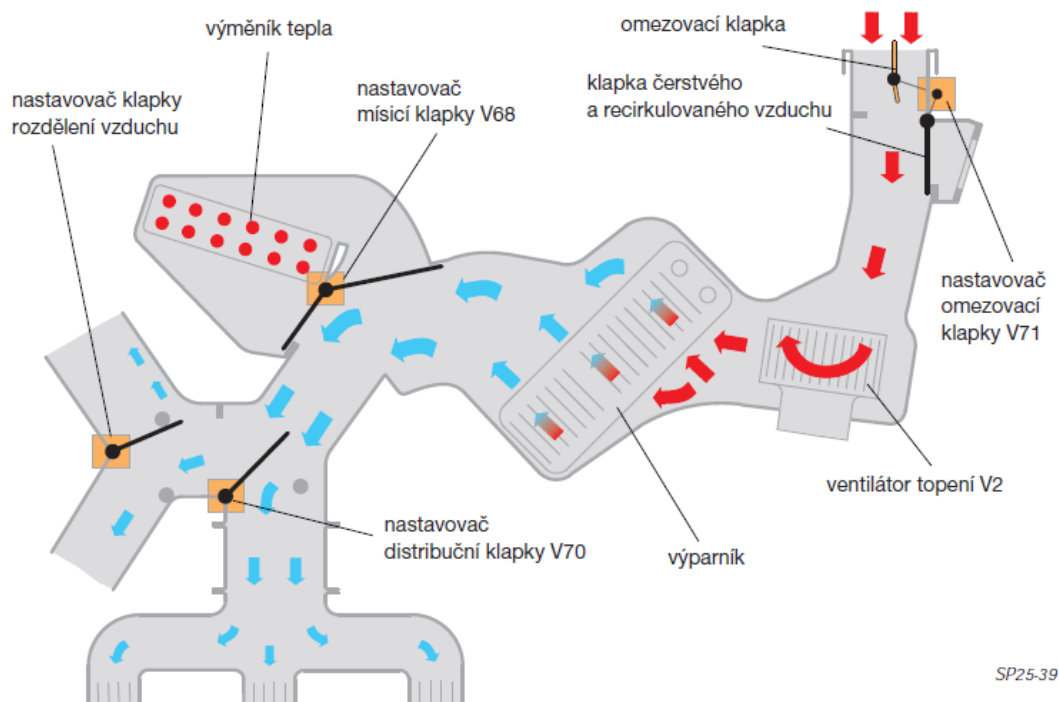 výměník tepla
omezovací klapka
nastavovač klapky
rozdělení vzduchu
nastavovač
mísicí klapky V68
klapka čerstvého
a recirkulovaného vzduchu
nastavovač
omezovací
klapky V71
ventilátor topení V2
nastavovač
distribuční klapky V70
výparník
SP25-39